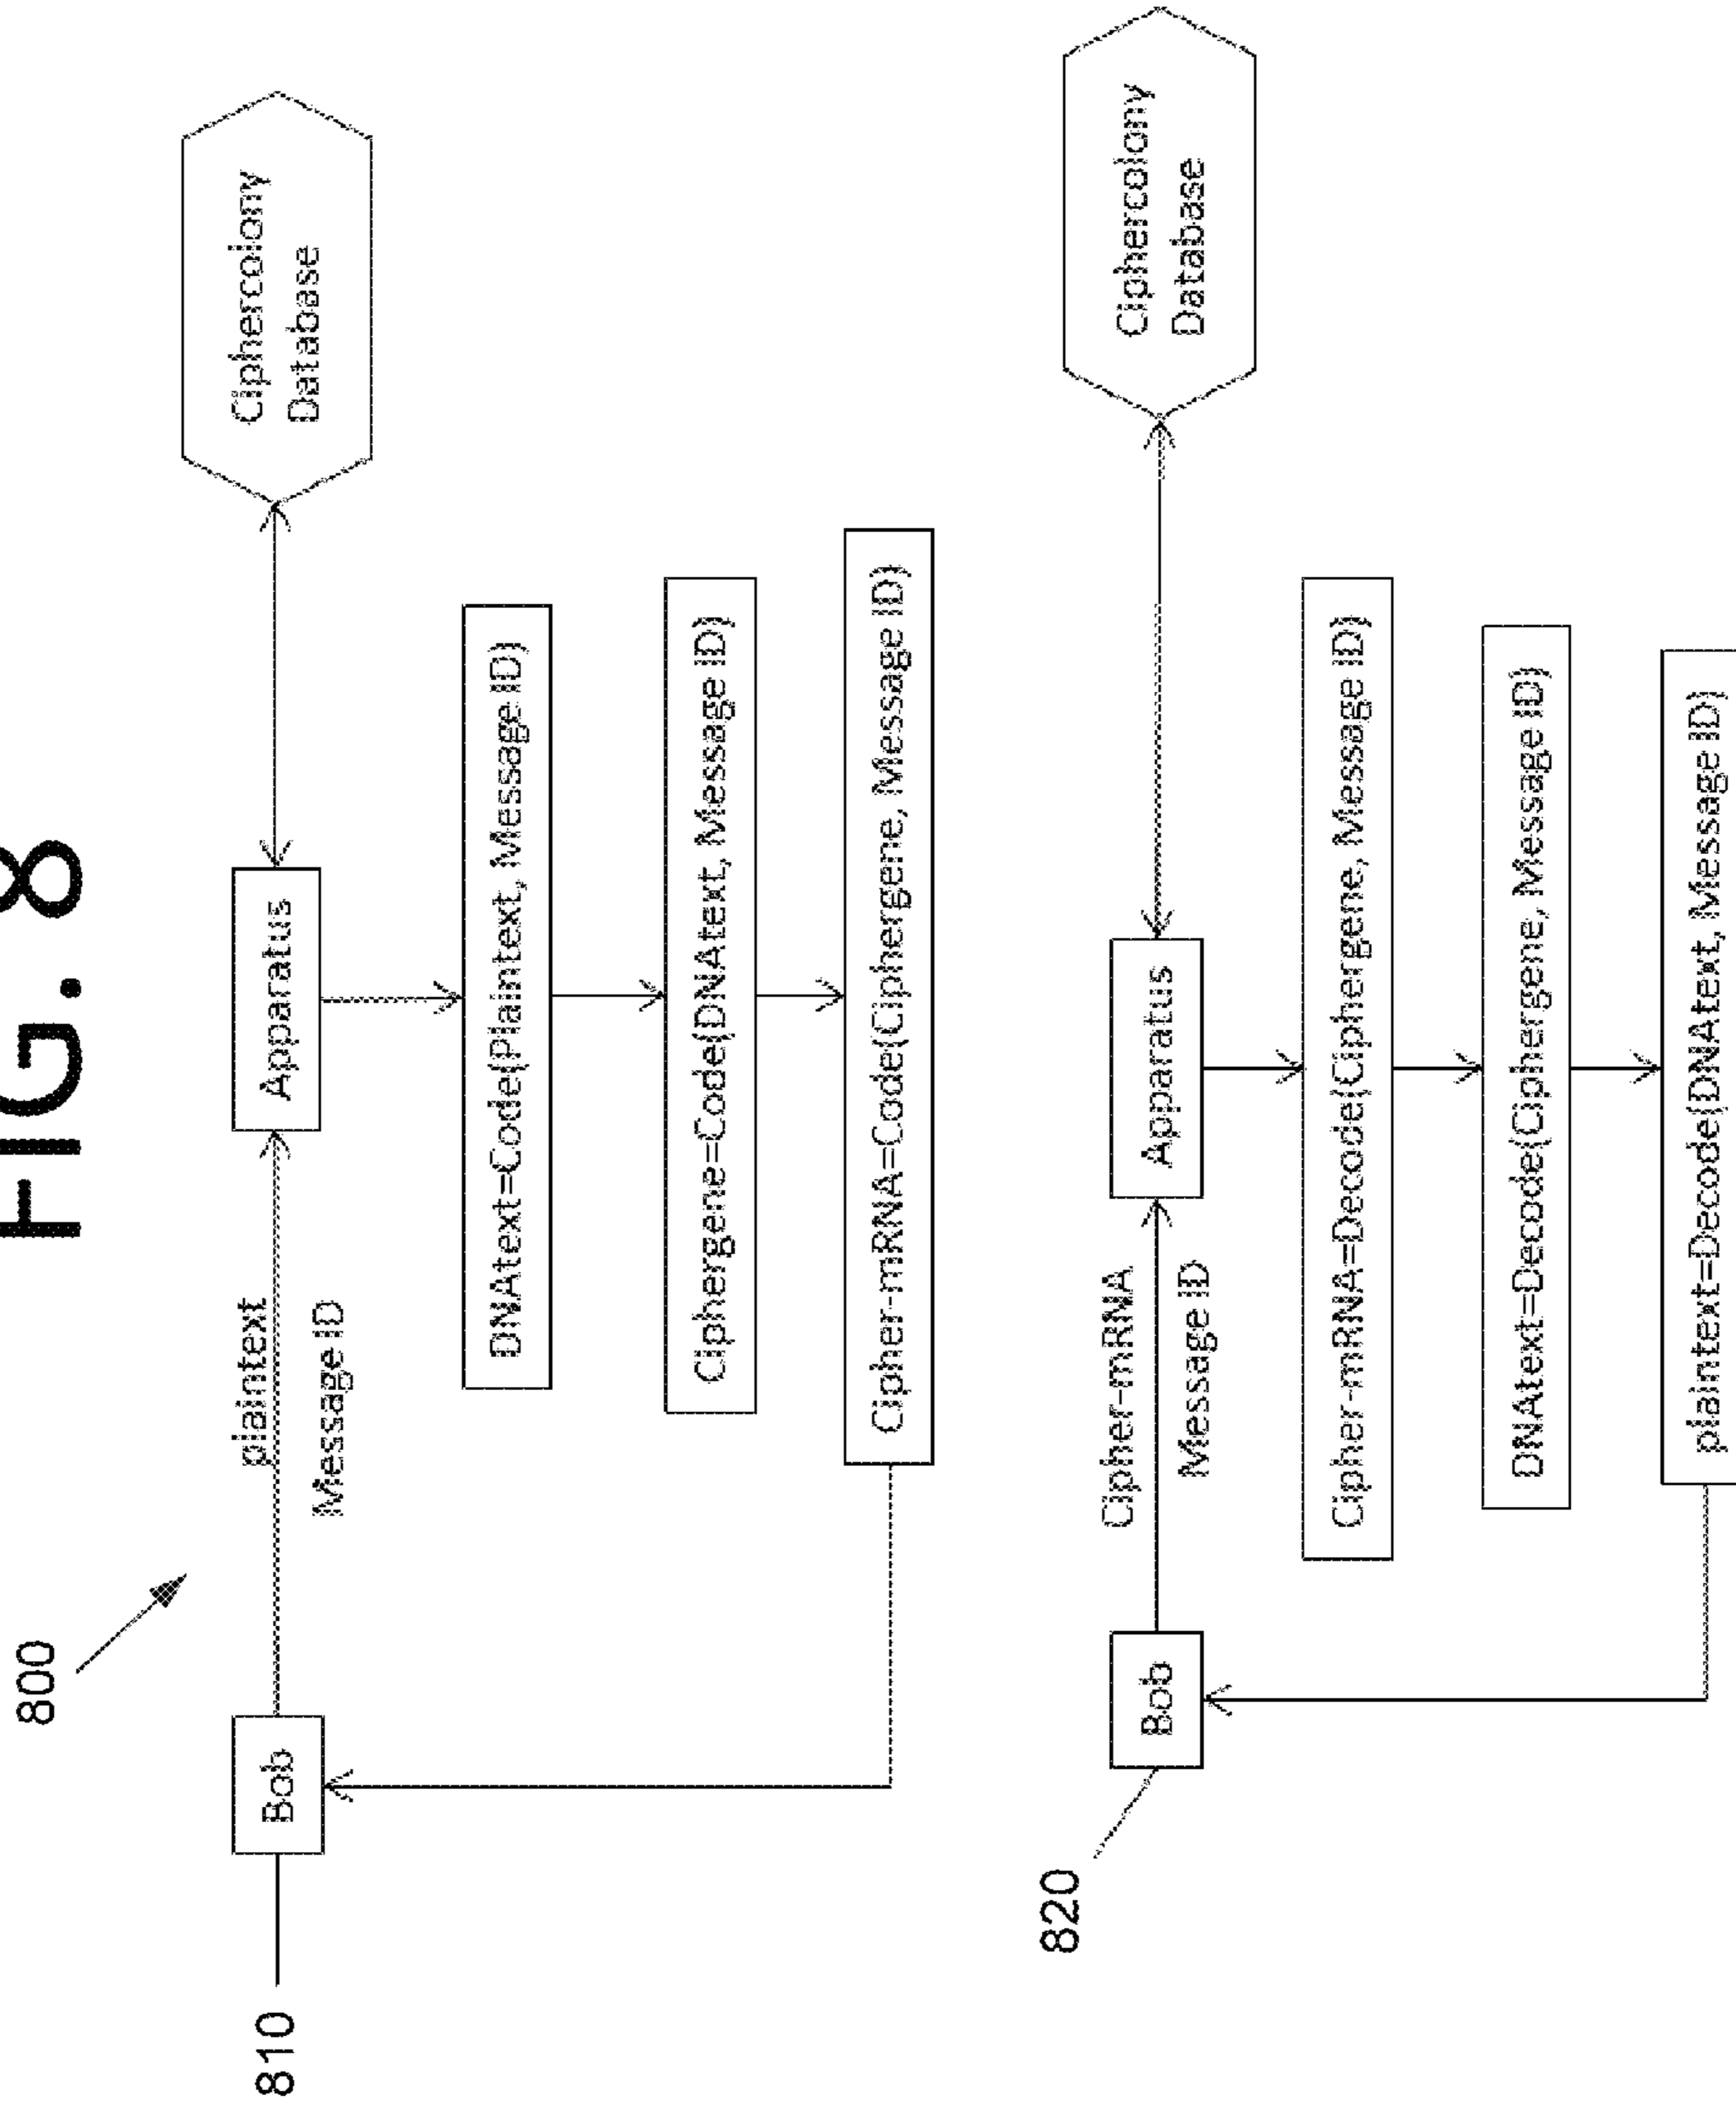 FIG. 8
800
810
Bob
plaintext
Message ID
Apparatus
Ciphercolony
Database
DNAtext=Code(Plaintext, Message ID)
Ciphergene=Code(DNAtext, Message ID)
Cipher-mRNA=Code(Ciphergene, Message ID)
820
Bob
Cipher-mRNA
Message ID
Apparatus
Ciphercolony
Database
Cipher-mRNA=Decode(Ciphergene, Message ID)
DNAtext=Decode(Ciphergene, Message ID)
plaintext=Decode(DNAtext, Message ID)